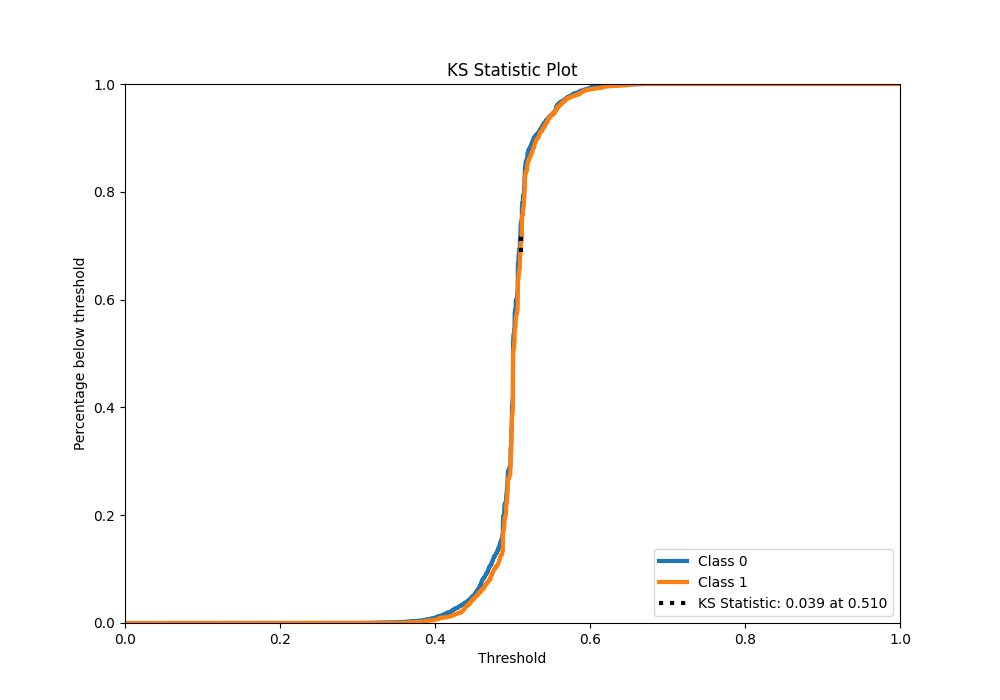 KS Statistic Plot
1.0
0.8
0.6
0.4
0.2
0.0
Percentage below threshold
0.0 0.2 0.4 0.6 0.8 1.0
Threshold
Class 0
Class 1
KS Statistic: 0.039 at 0.510